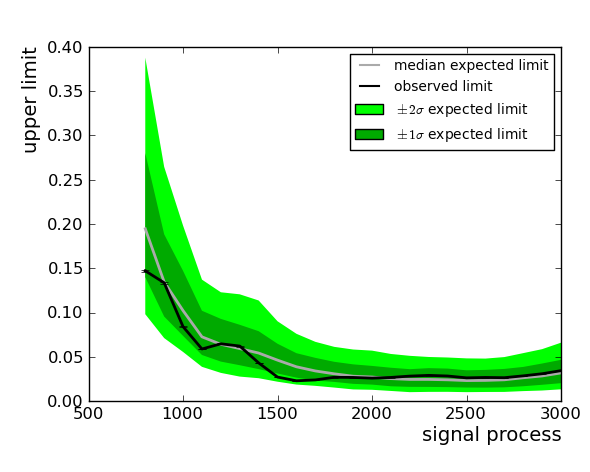 0.40
0.35
0.30
0.25
0.20
0.15
0.10
0.05
0.00
upper limit
median expected limit
observed limit
±2σ expected limit
±1σ expected limit
500 1000 1500 2000 2500 3000
signal process